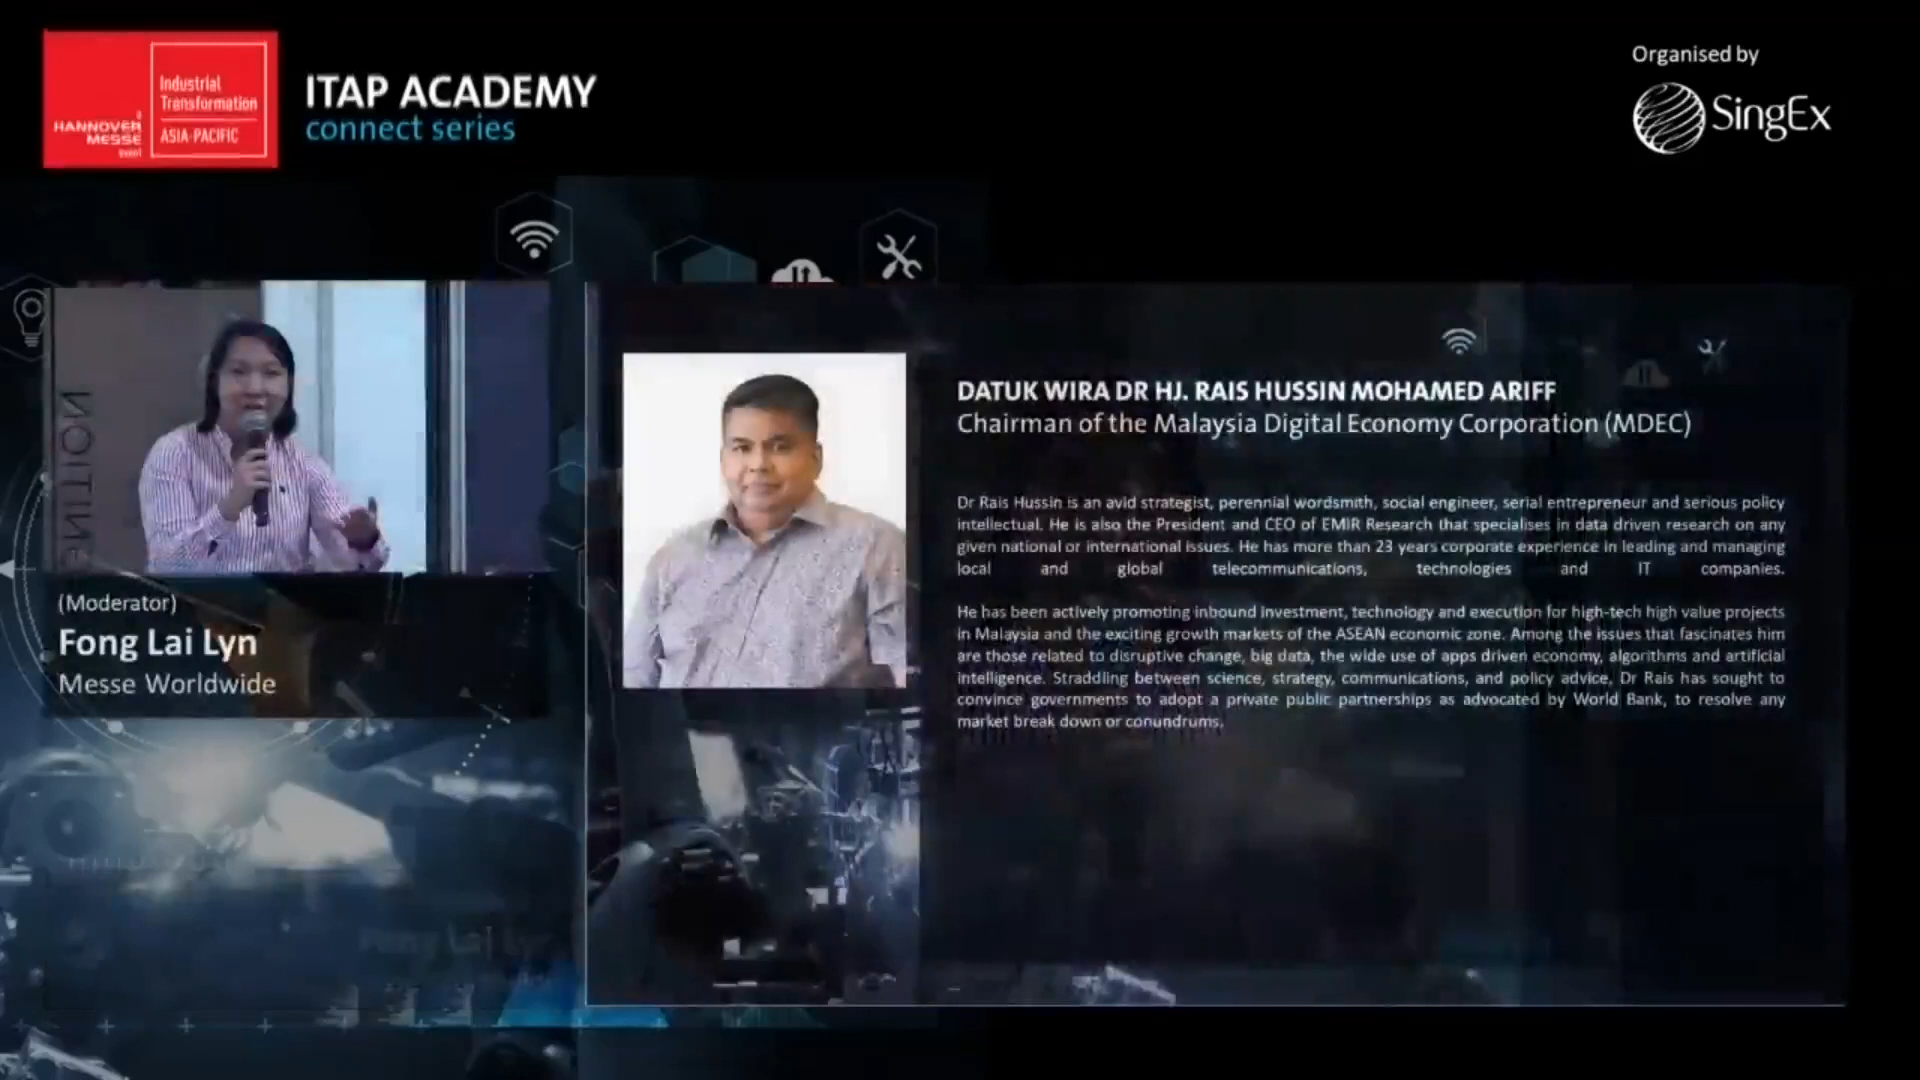 a
HANNOVER
MESSE
event
Industrial
Transformation
ASIA-PACIFIC
ITAP ACADEMY
connect series
Organised by
SingEx
(Moderator)
Fong Lai Lyn
Messe Worldwide
DATUK WIRA DR HJ. RAIS HUSSIN MOHAMED ARIFF
Chairman of the Malaysia Digital Economy Corporation (MDEC)
Dr Rais Hussin is an avid strategist, perennial wordsmith, social engineer, serial entrepreneur and serious policy
intellectual. He is also the President and CEO of EMIR Research that specialises in data driven research on any
given national or international issues. He has more than 23 years corporate experience in leading and managing
local and global telecommunications, technologies and IT companies.
He has been actively promoting inbound investment, technology and execution for high-tech high value projects
in Malaysia and the exciting growth markets of the ASEAN economic zone. Among the issues that fascinates him
are those related to disruptive change, big data, the wide use of apps driven economy, algorithms and artificial
intelligence. Straddling between science, strategy, communications, and policy advice, Dr Rais has sought to
convince governments to adopt a private public partnerships as advocated by World Bank, to resolve any
market break down or conundrums.